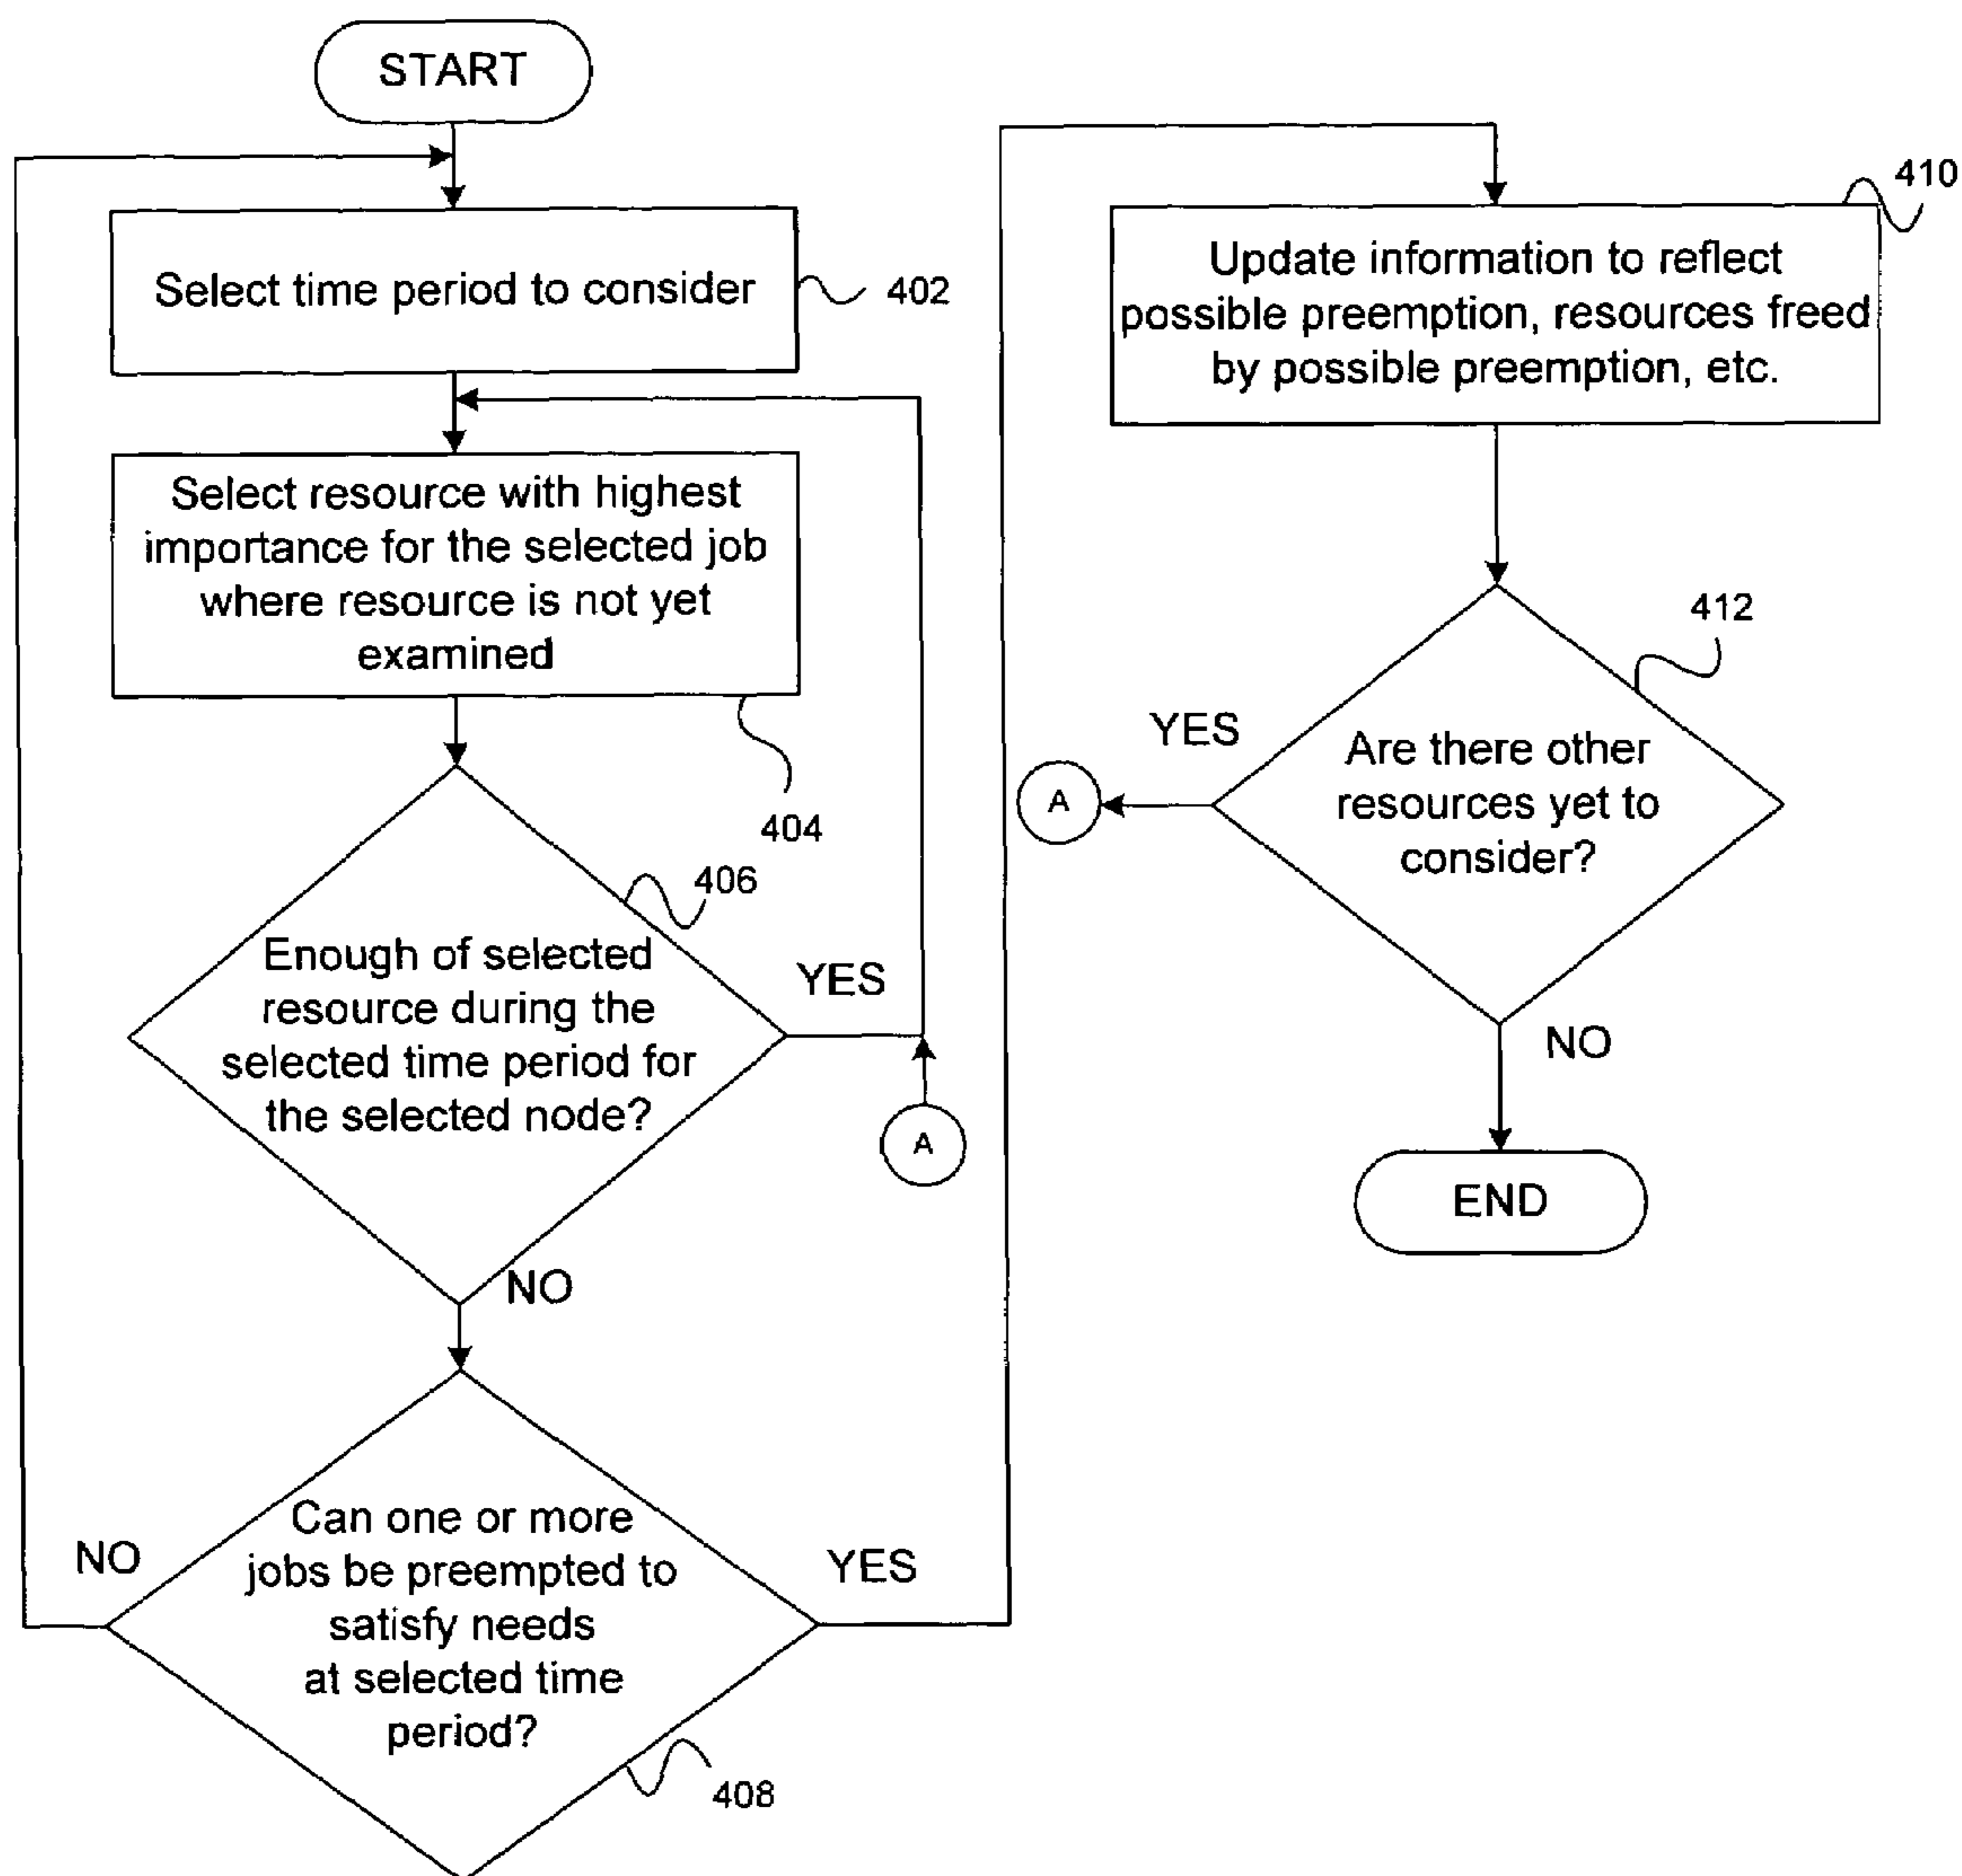 START
Select time period to consider
402
Select resource with highest
importance for the selected job
where resource is not yet
examined
404
406
Enough of selected
resource during the
selected time period for
the selected node?
YES
A
NO
Can one or more
jobs be preempted to
satisfy needs
at selected time
period?
NO
YES
408
410
Update information to reflect
possible preemption, resources freed
by possible preemption, etc.
412
YES
A
Are there other
resources yet to
consider?
NO
END